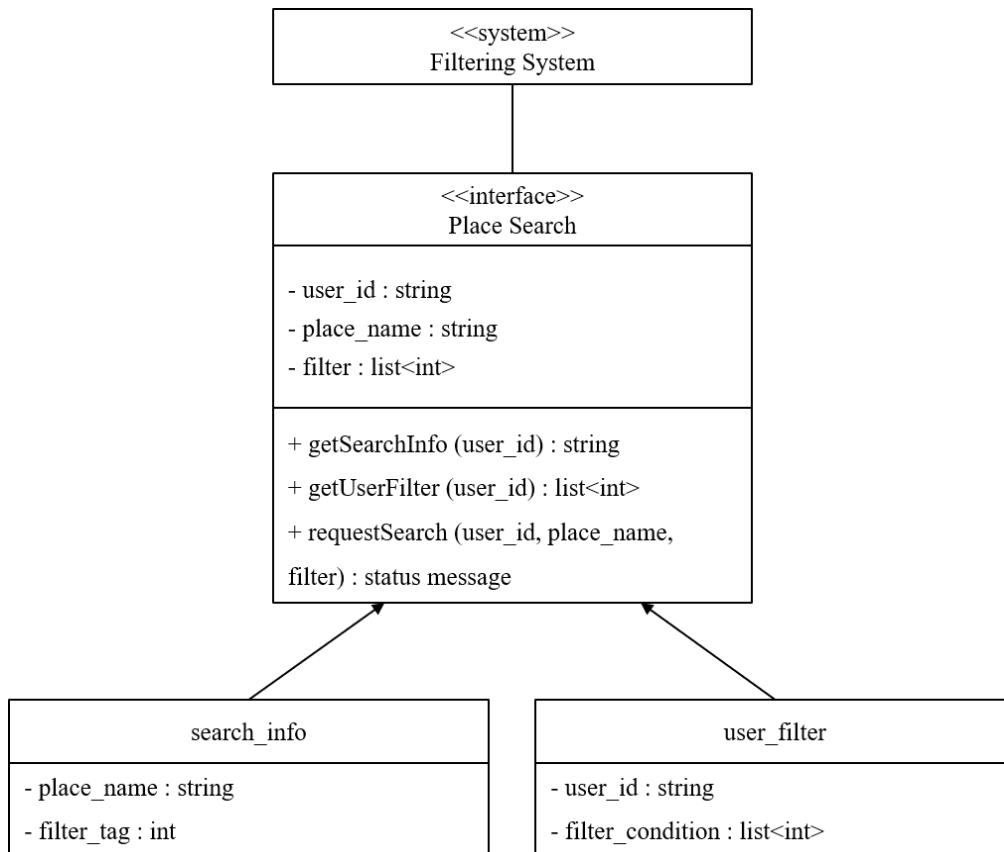 <<system>>
Filtering System
<<interface>>
Place Search
- user_id : string
- place_name : string
- filter : list<int>
+ getSearchInfo (user_id) : string
+ getUserFilter (user_id) : list<int>
+ requestSearch (user_id, place_name,
filter) : status message
search_info
- place_name : string
- filter_tag : int
user_filter
- user_id : string
- filter_condition : list<int>